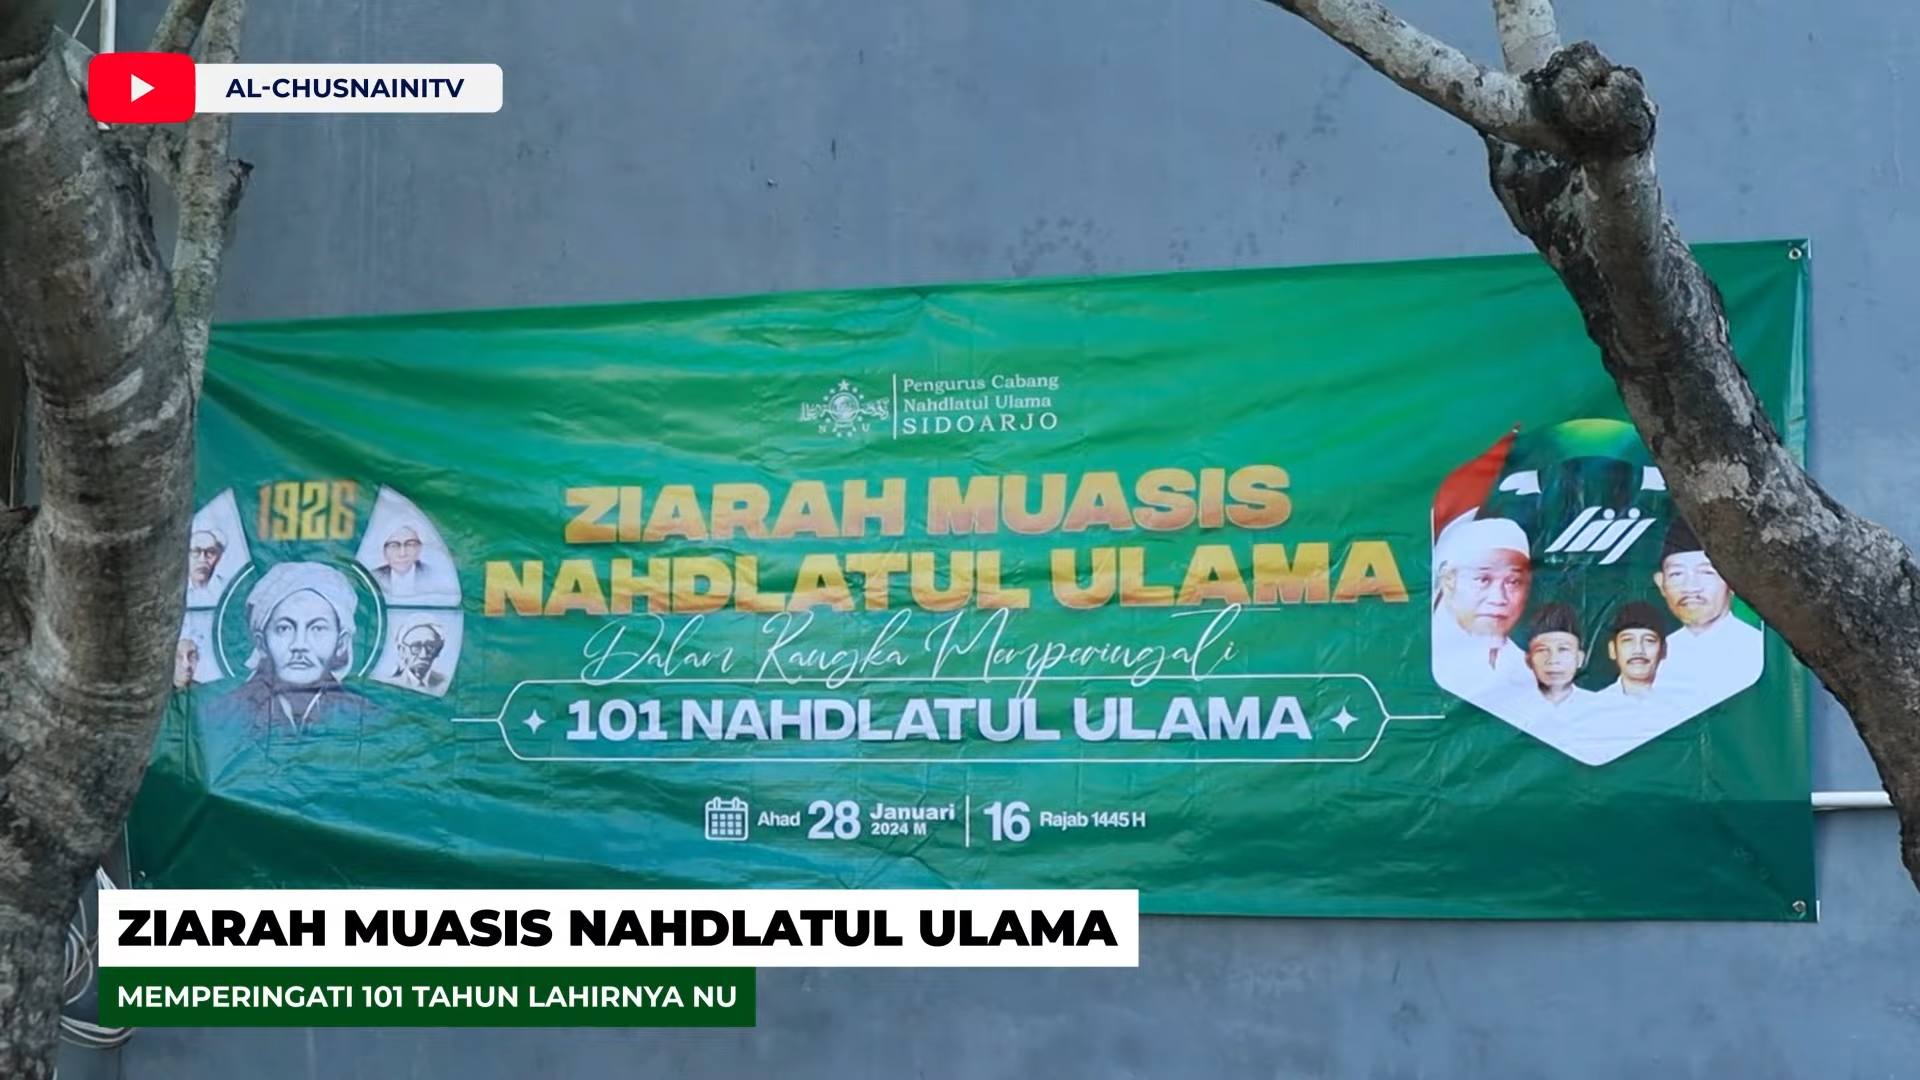 AL-CHUSNAINITV
Pengurus Cabang
Nahdlatul Ulama
SIDOARJO
N U
1926
ZIARAH MUASIS
NAHDLATUL ULAMA
Dalam Rangka Memperingati
101 NAHDLATUL ULAMA
Ahad 28 Januari 2024 M | 16 Rajab 1445 H
ZIARAH MUASIS NAHDLATUL ULAMA
MEMPERINGATI 101 TAHUN LAHIRNYA NU